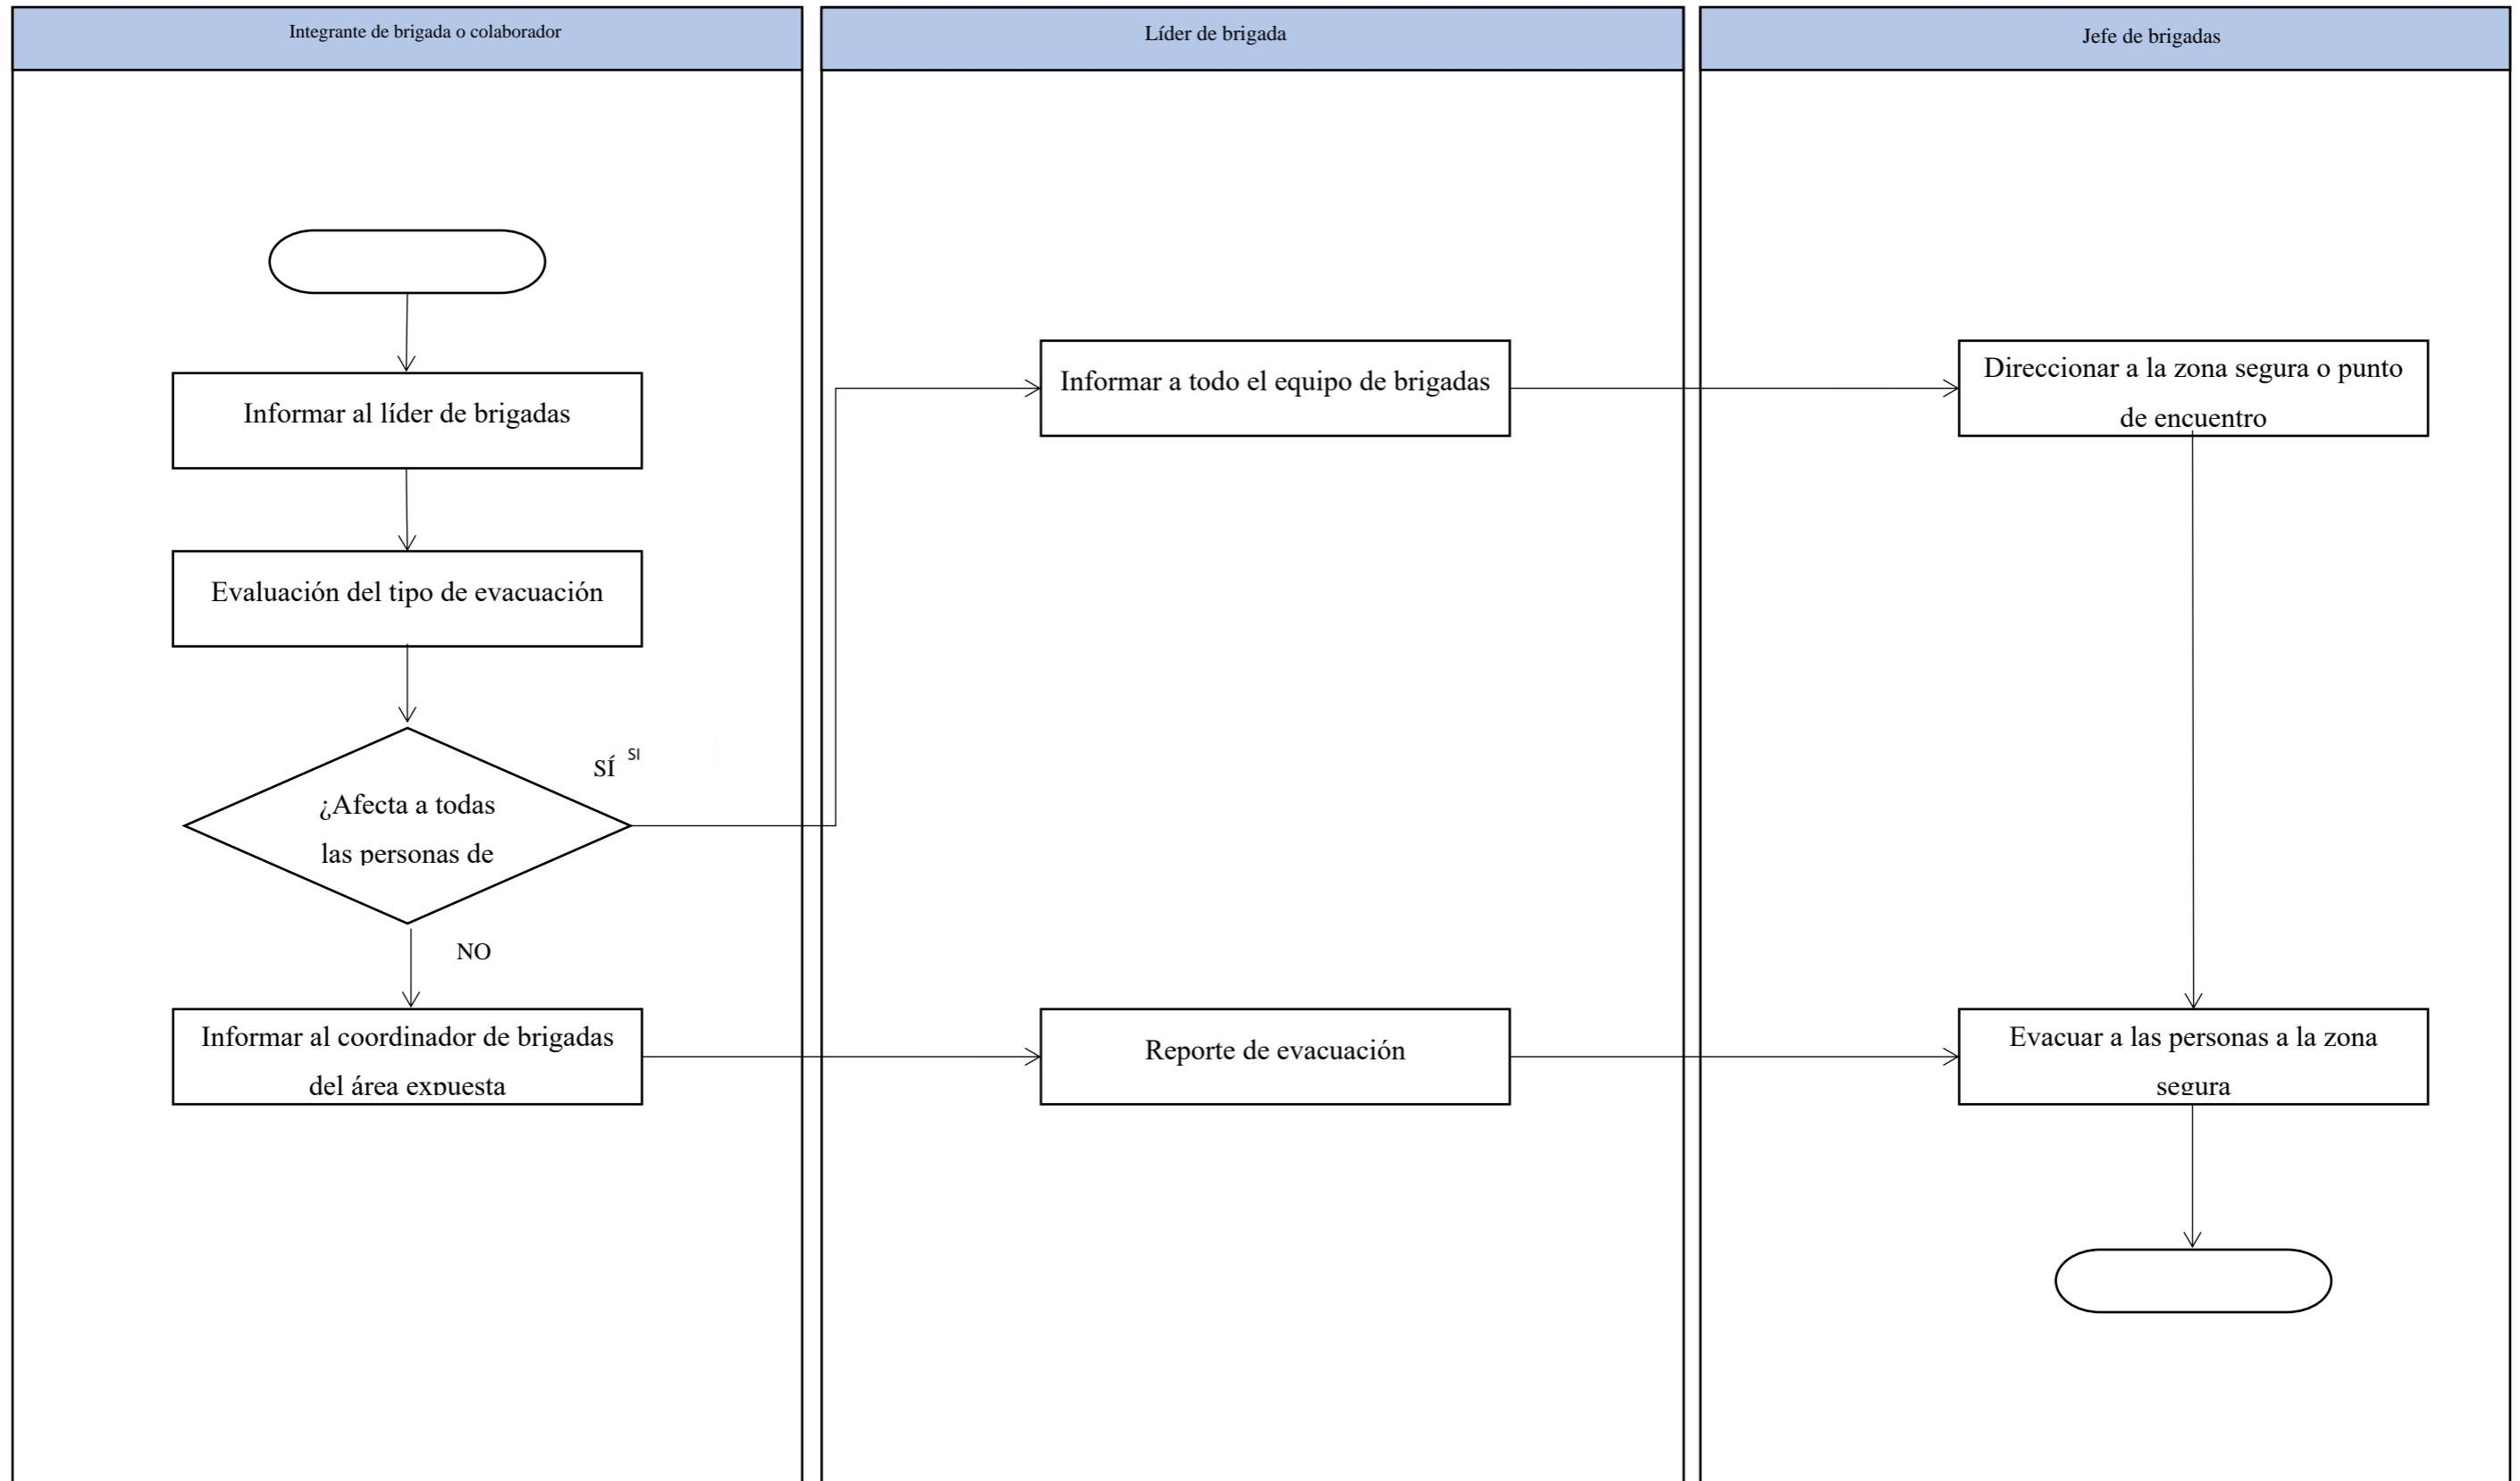 Integrante de brigada o colaborador
Líder de brigada
Jefe de brigadas
Informar al líder de brigadas
Evaluación del tipo de evacuación
SÍ SI
¿Afecta a todas
las personas de
NO
Informar al coordinador de brigadas
del área expuesta
Informar a todo el equipo de brigadas
Reporte de evacuación
Direccionar a la zona segura o punto
de encuentro
Evacuar a las personas a la zona
segura